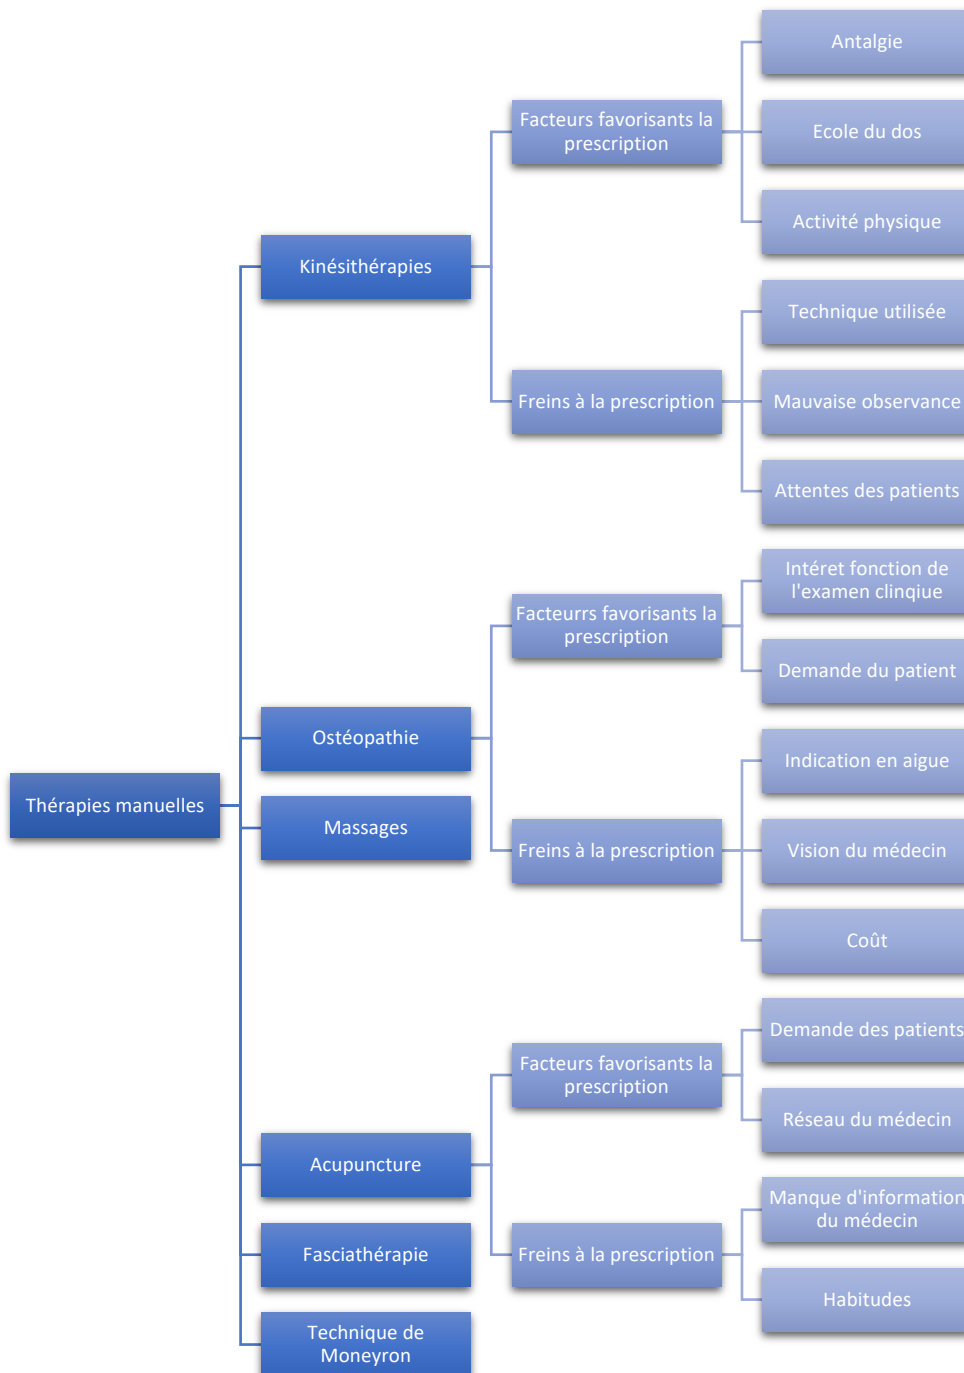 Thérapies manuelles
Kinésithérapies
Facteurs favorisants la
prescription
Antalgie
Ecole du dos
Activité physique
Freins à la prescription
Technique utilisée
Mauvaise observance
Attentes des patients
Ostéopathie
Facteurrs favorisants la
prescription
Intéret fonction de
l'examen clinqiue
Demande du patient
Freins à la prescription
Indication en aigue
Vision du médecin
Coût
Massages
Acupuncture
Facteurs favorisants la
prescription
Demande des patients
Réseau du médecin
Freins à la prescription
Manque d'information
du médecin
Habitudes
Fasciathérapie
Technique de
Moneyron